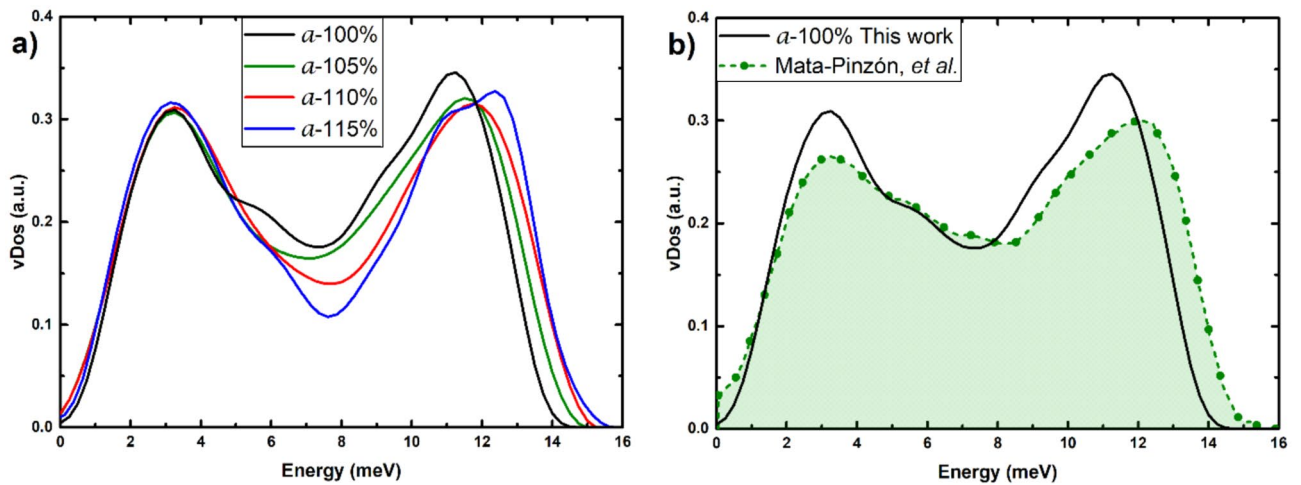 a)
0.4
0.3
0.2
0.1
0.0
vDos (a.u.)
a-100%
a-105%
a-110%
a-115%
0 2 4 6 8 10 12 14 16
Energy (meV)
b)
0.4
0.3
0.2
0.1
0.0
vDos (a.u.)
a-100% This work
Mata-Pinzón, et al.
0 2 4 6 8 10 12 14 16
Energy (meV)